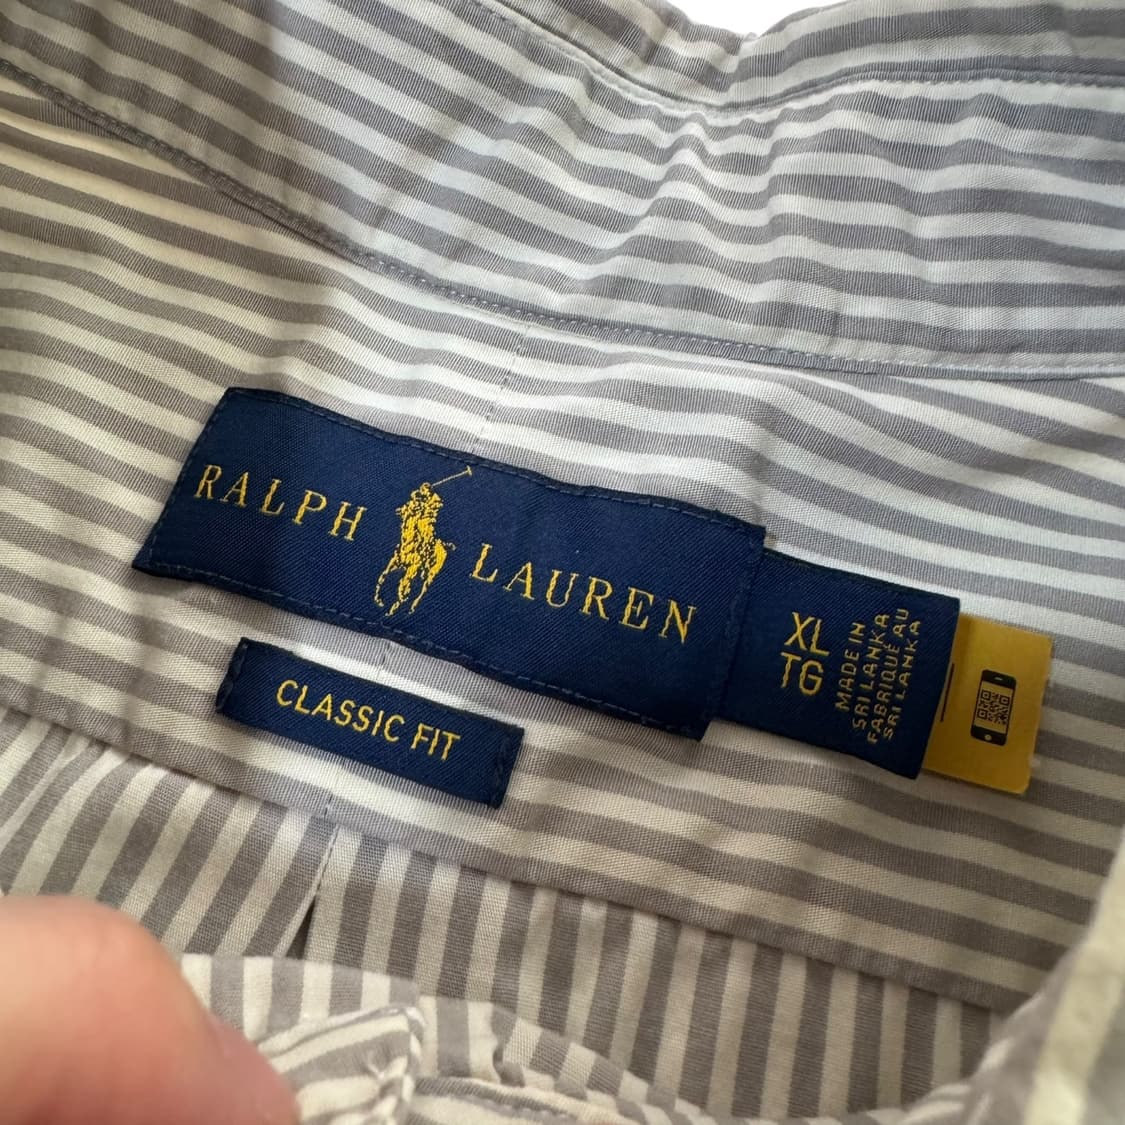 RALPH LAUREN
XL
TG
MADE IN
SRI LANKA
FABRIQUÉ AU
SRI LANKA
CLASSIC FIT